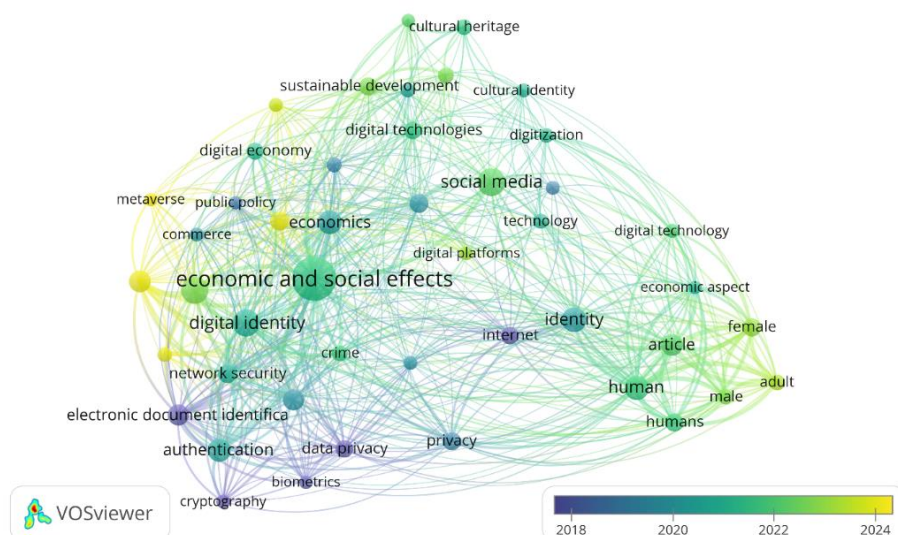 cultural heritage
sustainable development
cultural identity
digital technologies
digitization
digital economy
social media
metaverse
public policy
economics
technology
commerce
digital technology
digital platforms
economic and social effects
economic aspect
digital identity
identity
internet
female
crime
article
network security
adult
human
male
electronic document identifica
humans
authentication
data privacy
privacy
biometrics
cryptography
VOSviewer
2018 2020 2022 2024